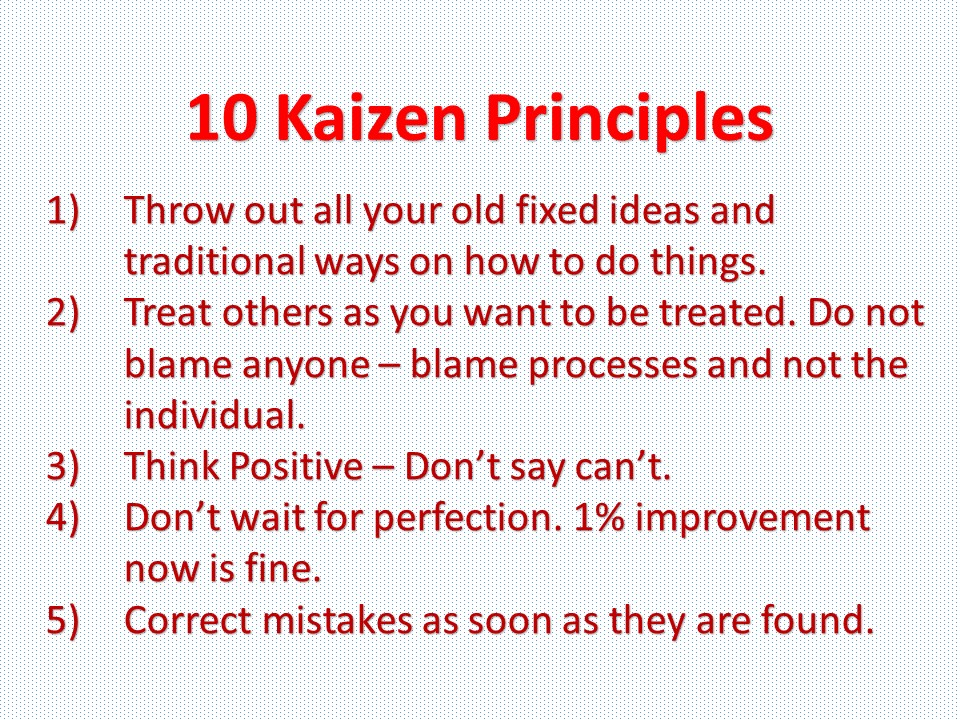 10 Kaizen Principles
1) Throw out all your old fixed ideas and
traditional ways on how to do things.
2) Treat others as you want to be treated. Do not
blame anyone – blame processes and not the
individual.
3) Think Positive – Don’t say can’t.
4) Don’t wait for perfection. 1% improvement
now is fine.
5) Correct mistakes as soon as they are found.